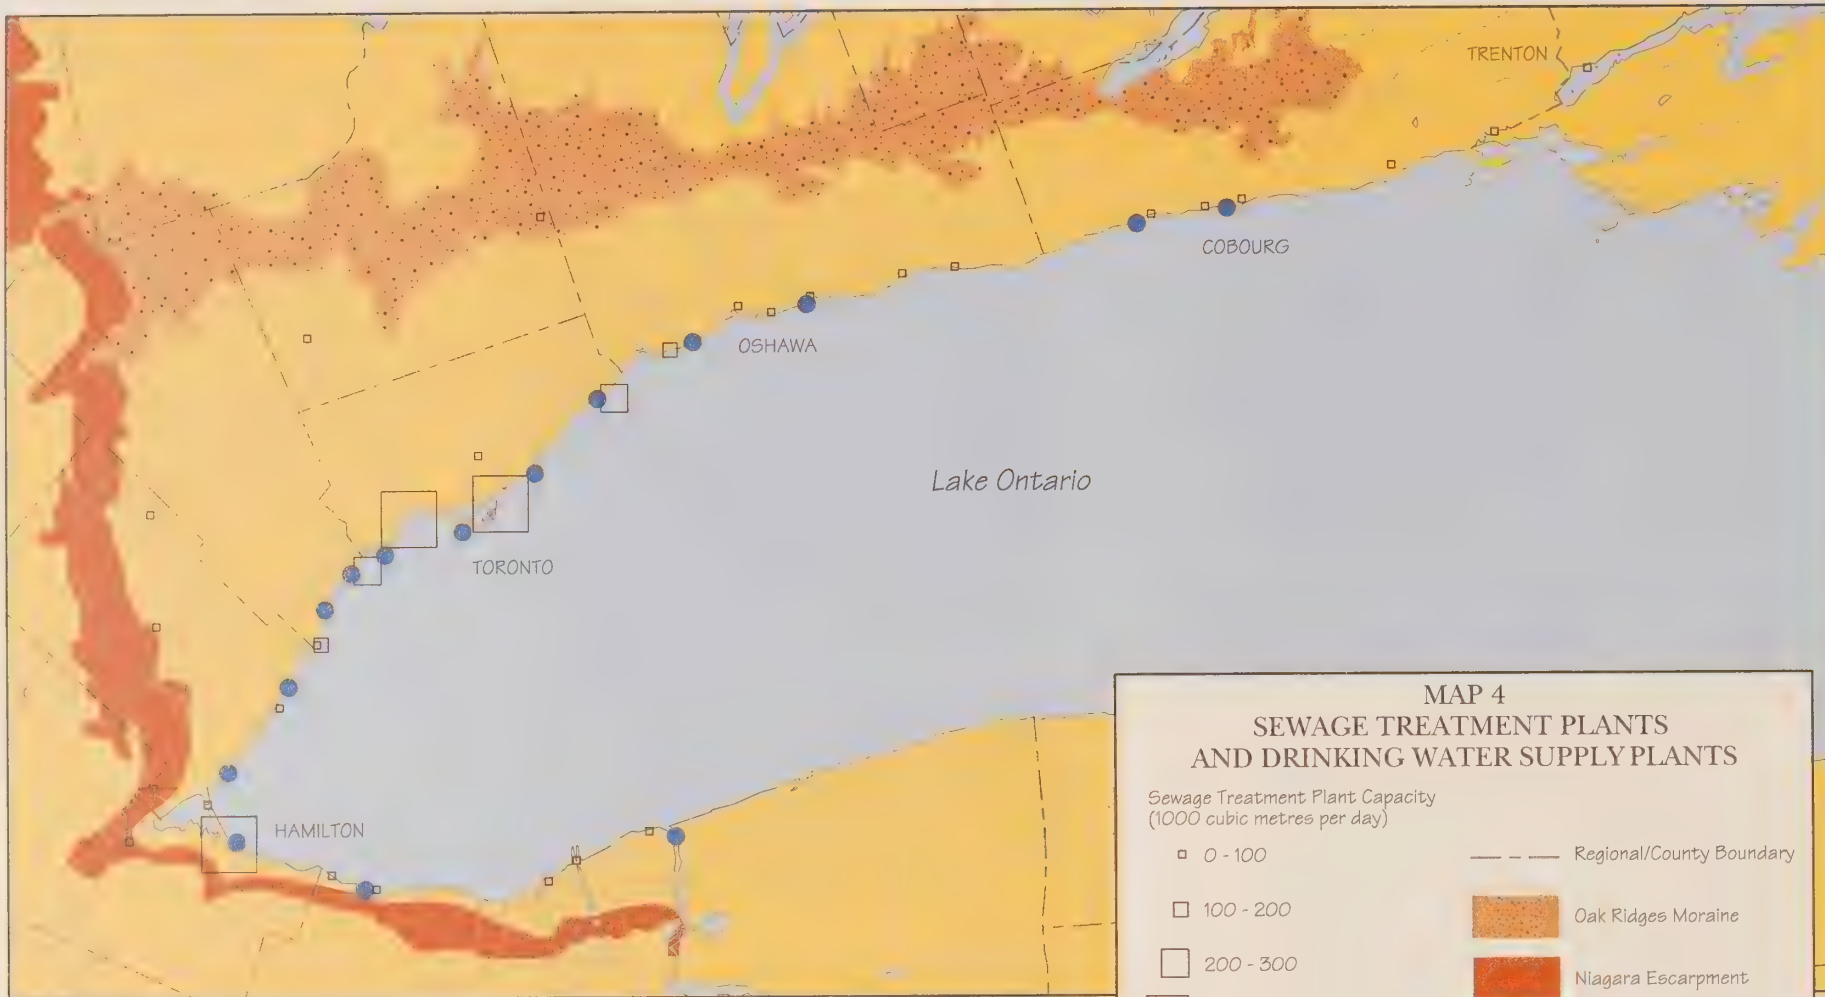 TRENTON
COBOURG
OSHAWA
Lake Ontario
TORONTO
HAMILTON
MAP 4
SEWAGE TREATMENT PLANTS
AND DRINKING WATER SUPPLY PLANTS
Sewage Treatment Plant Capacity
(1000 cubic metres per day)
0 - 100
100 - 200
200 - 300
Regional/County Boundary
Oak Ridges Moraine
Niagara Escarpment